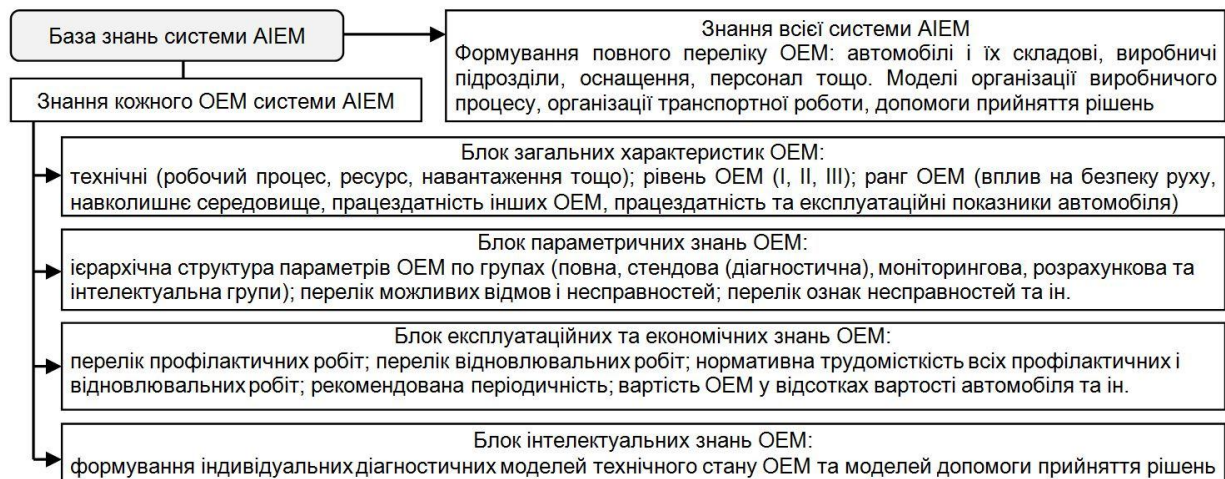 База знань системи АІЕМ
Знання всієї системи АІЕМ
Формування повного переліку ОЕМ: автомобілі і їх складові, виробничі
підрозділи, оснащення, персонал тощо. Моделі організації виробничого
процесу, організації транспортної роботи, допомоги прийняття рішень
Знання кожного ОЕМ системи АІЕМ
Блок загальних характеристик ОЕМ:
технічні (робочий процес, ресурс, навантаження тощо); рівень ОЕМ (І, ІІ, ІІІ); ранг ОЕМ (вплив на безпеку руху,
навколишнє середовище, працездатність інших ОЕМ, працездатність та експлуатаційні показники автомобіля)
Блок параметричних знань ОЕМ:
ієрархічна структура параметрів ОЕМ по групах (повна, стендова (діагностична), моніторингова, розрахункова та
інтелектуальна групи); перелік можливих відмов і несправностей; перелік ознак несправностей та ін.
Блок експлуатаційних та економічних знань ОЕМ:
перелік профілактичних робіт; перелік відновлювальних робіт; нормативна трудомісткість всіх профілактичних і
відновлювальних робіт; рекомендована періодичність; вартість ОЕМ у відсотках вартості автомобіля та ін.
Блок інтелектуальних знань ОЕМ:
формування індивідуальних діагностичних моделей технічного стану ОЕМ та моделей допомоги прийняття рішень